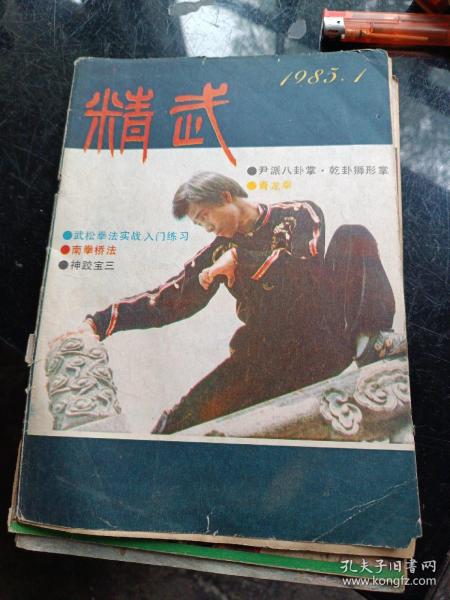 1985.1
精武
●尹派八卦掌·乾卦狮形掌
●青龙拳
●武松拳法实战入门练习
●南拳桥法
●神跤宝三
孔夫子旧书网
www.kongfz.com